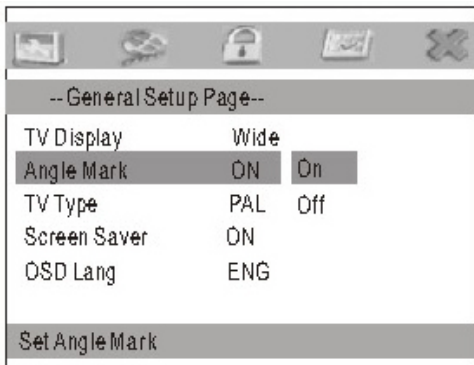 --General Setup Page--
TV Display Wide
Angle Mark ON On
TV Type PAL Off
Screen Saver ON
OSD Lang ENG
Set Angle Mark